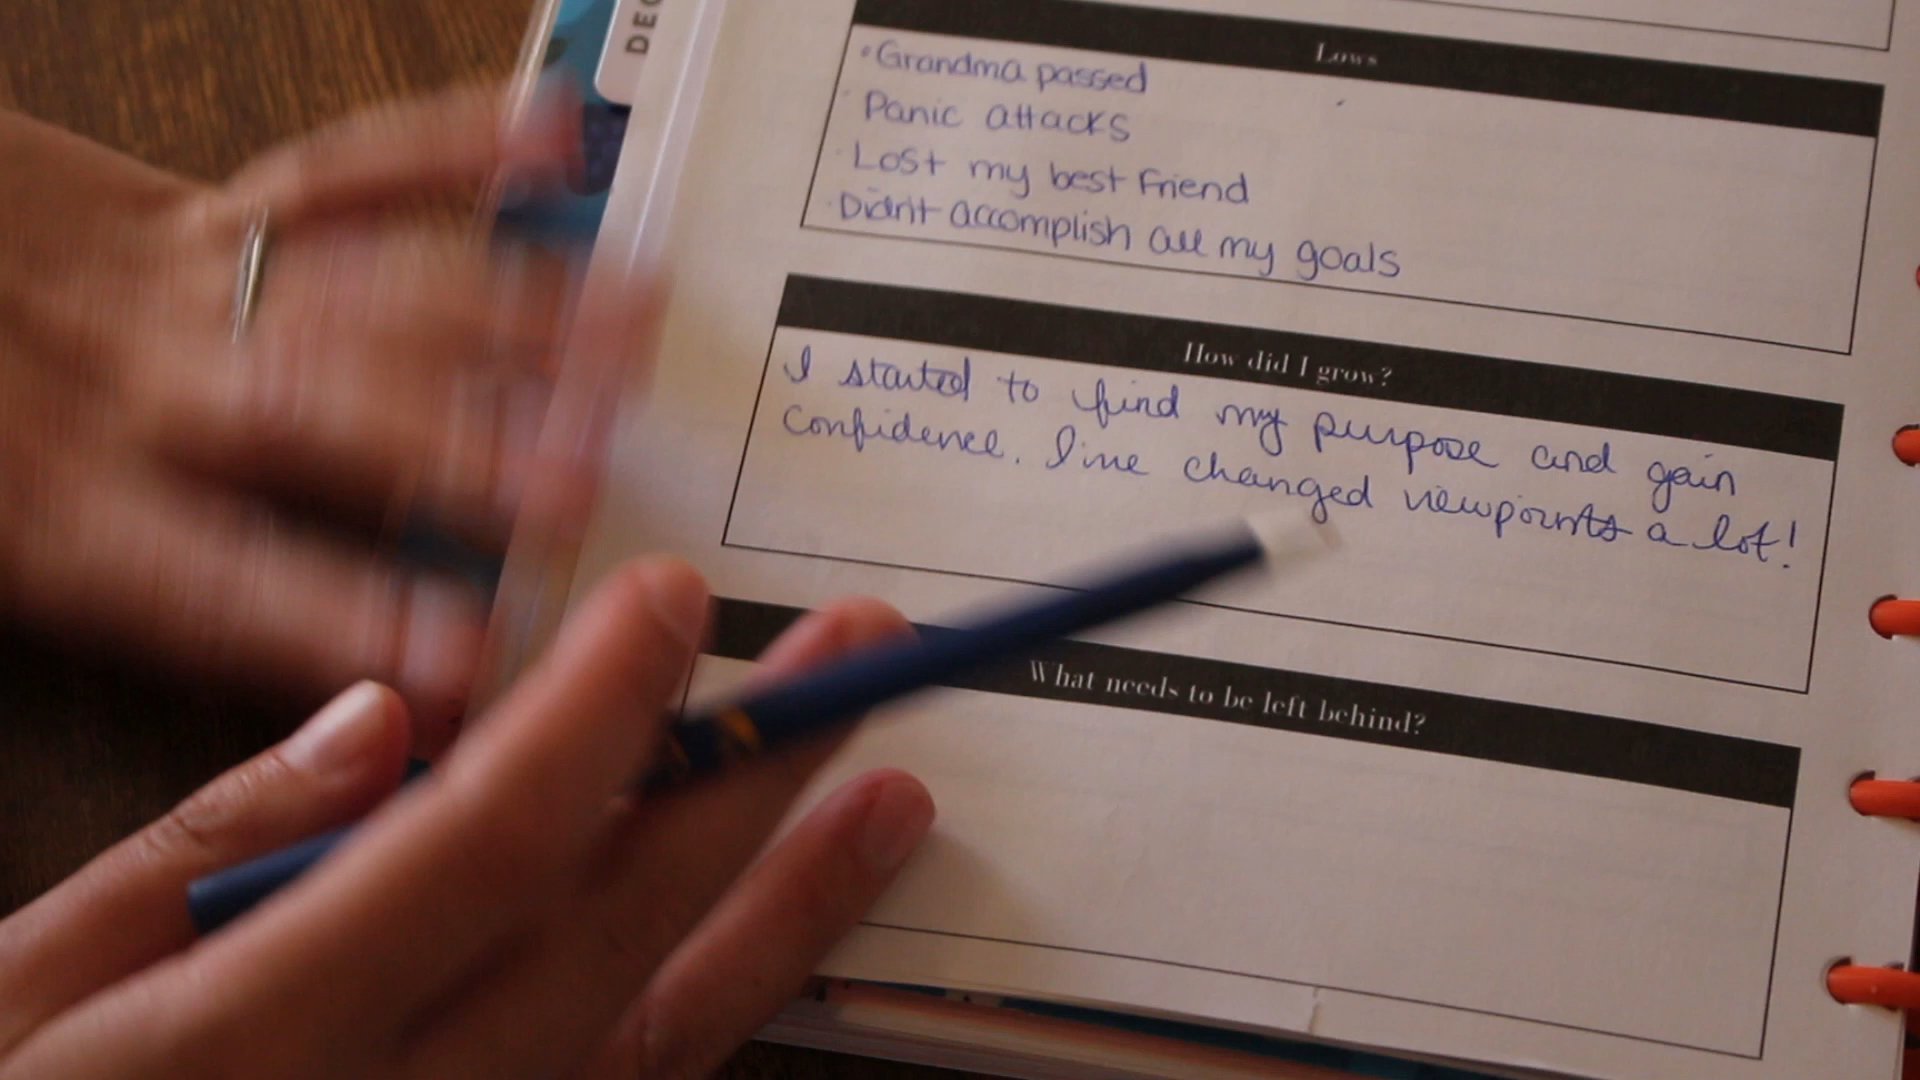 DEC
Lows
• Grandma passed
· Panic attacks
· Lost my best friend
· Didn't accomplish all my goals
How did I grow?
I started to find my purpose and gain
confidence. I've changed viewpoints a lot!
What needs to be left behind?